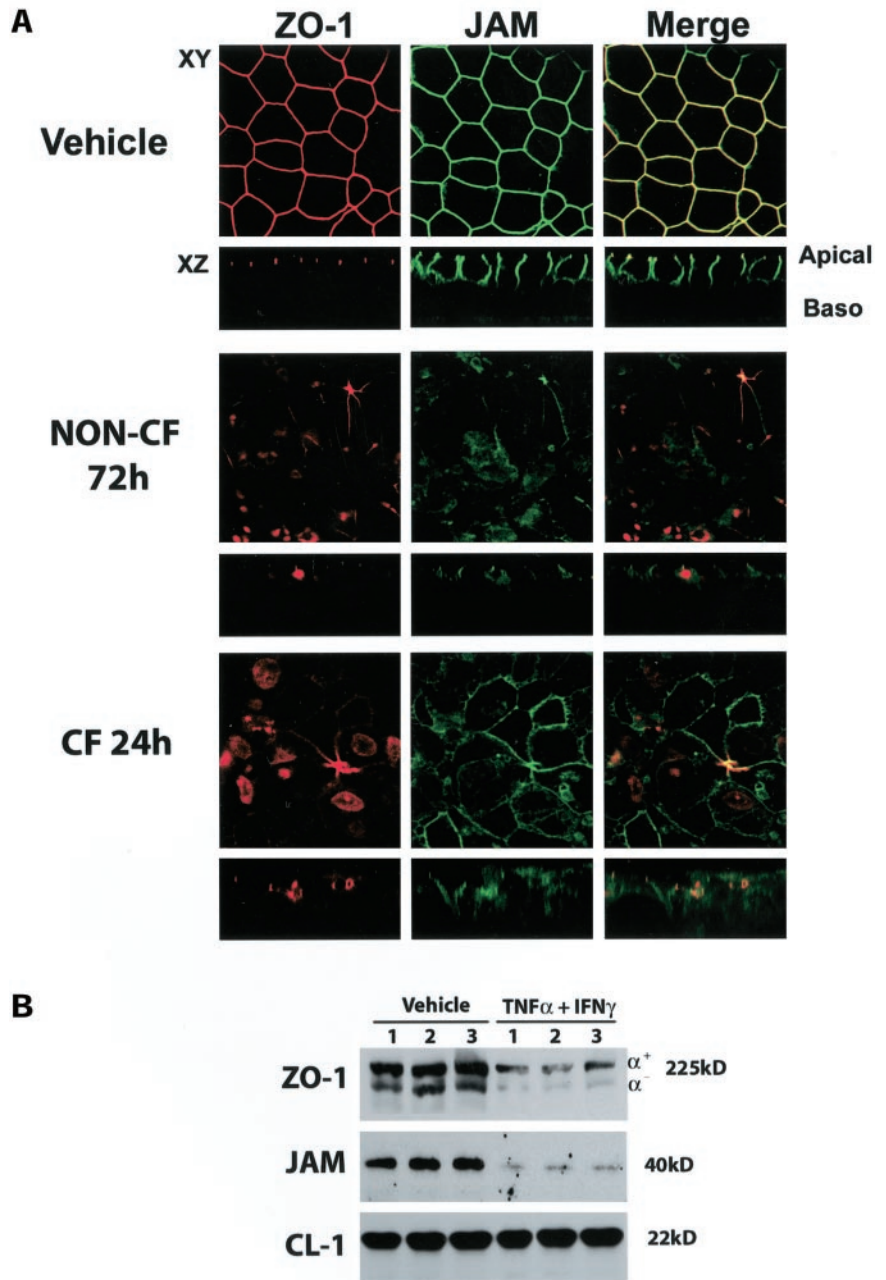 A
ZO-1 JAM Merge
XY
Vehicle
XZ
Apical
Baso
NON-CF
72h
CF 24h
B
Vehicle TNFα + IFNγ
1 2 3 1 2 3
ZO-1 α+ 225kD
α-
JAM 40kD
CL-1 22kD